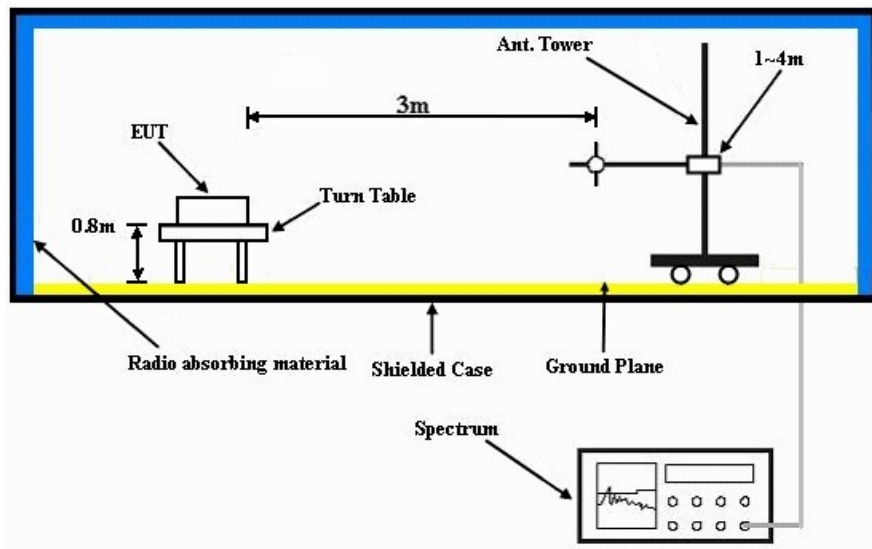 Ant. Tower
1~4m
3m
EUT
Turn Table
0.8m
Radio absorbing material
Shielded Case
Ground Plane
Spectrum